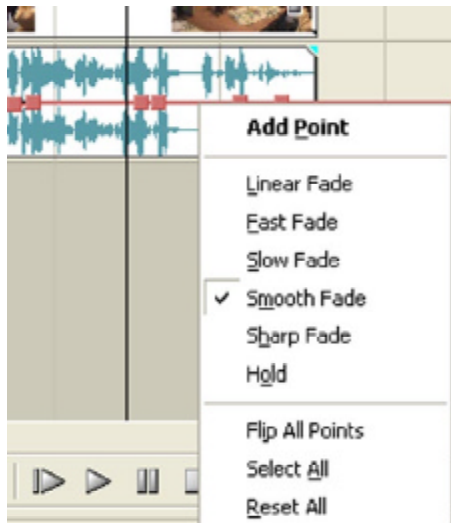 Add Point
Linear Fade
Fast Fade
Slow Fade
Smooth Fade
Sharp Fade
Hold
Flip All Points
Select All
Reset All